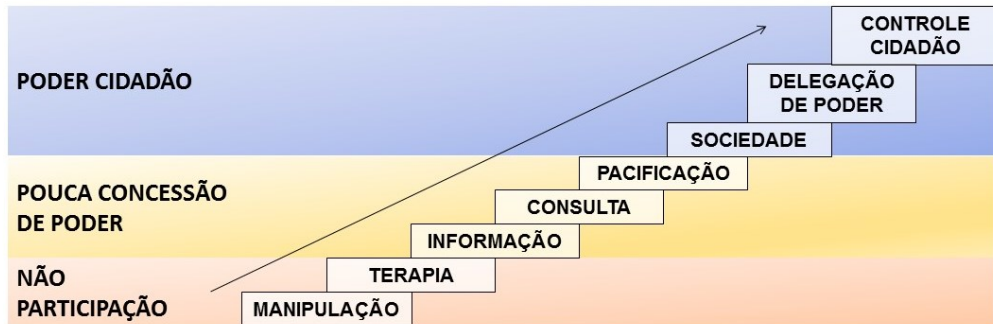 CONTROLE
CIDADÃO
PODER CIDADÃO
DELEGAÇÃO
DE PODER
SOCIEDADE
PACIFICAÇÃO
POUCA CONCESSÃO
DE PODER
CONSULTA
INFORMAÇÃO
TERAPIA
NÃO
PARTICIPAÇÃO
MANIPULAÇÃO